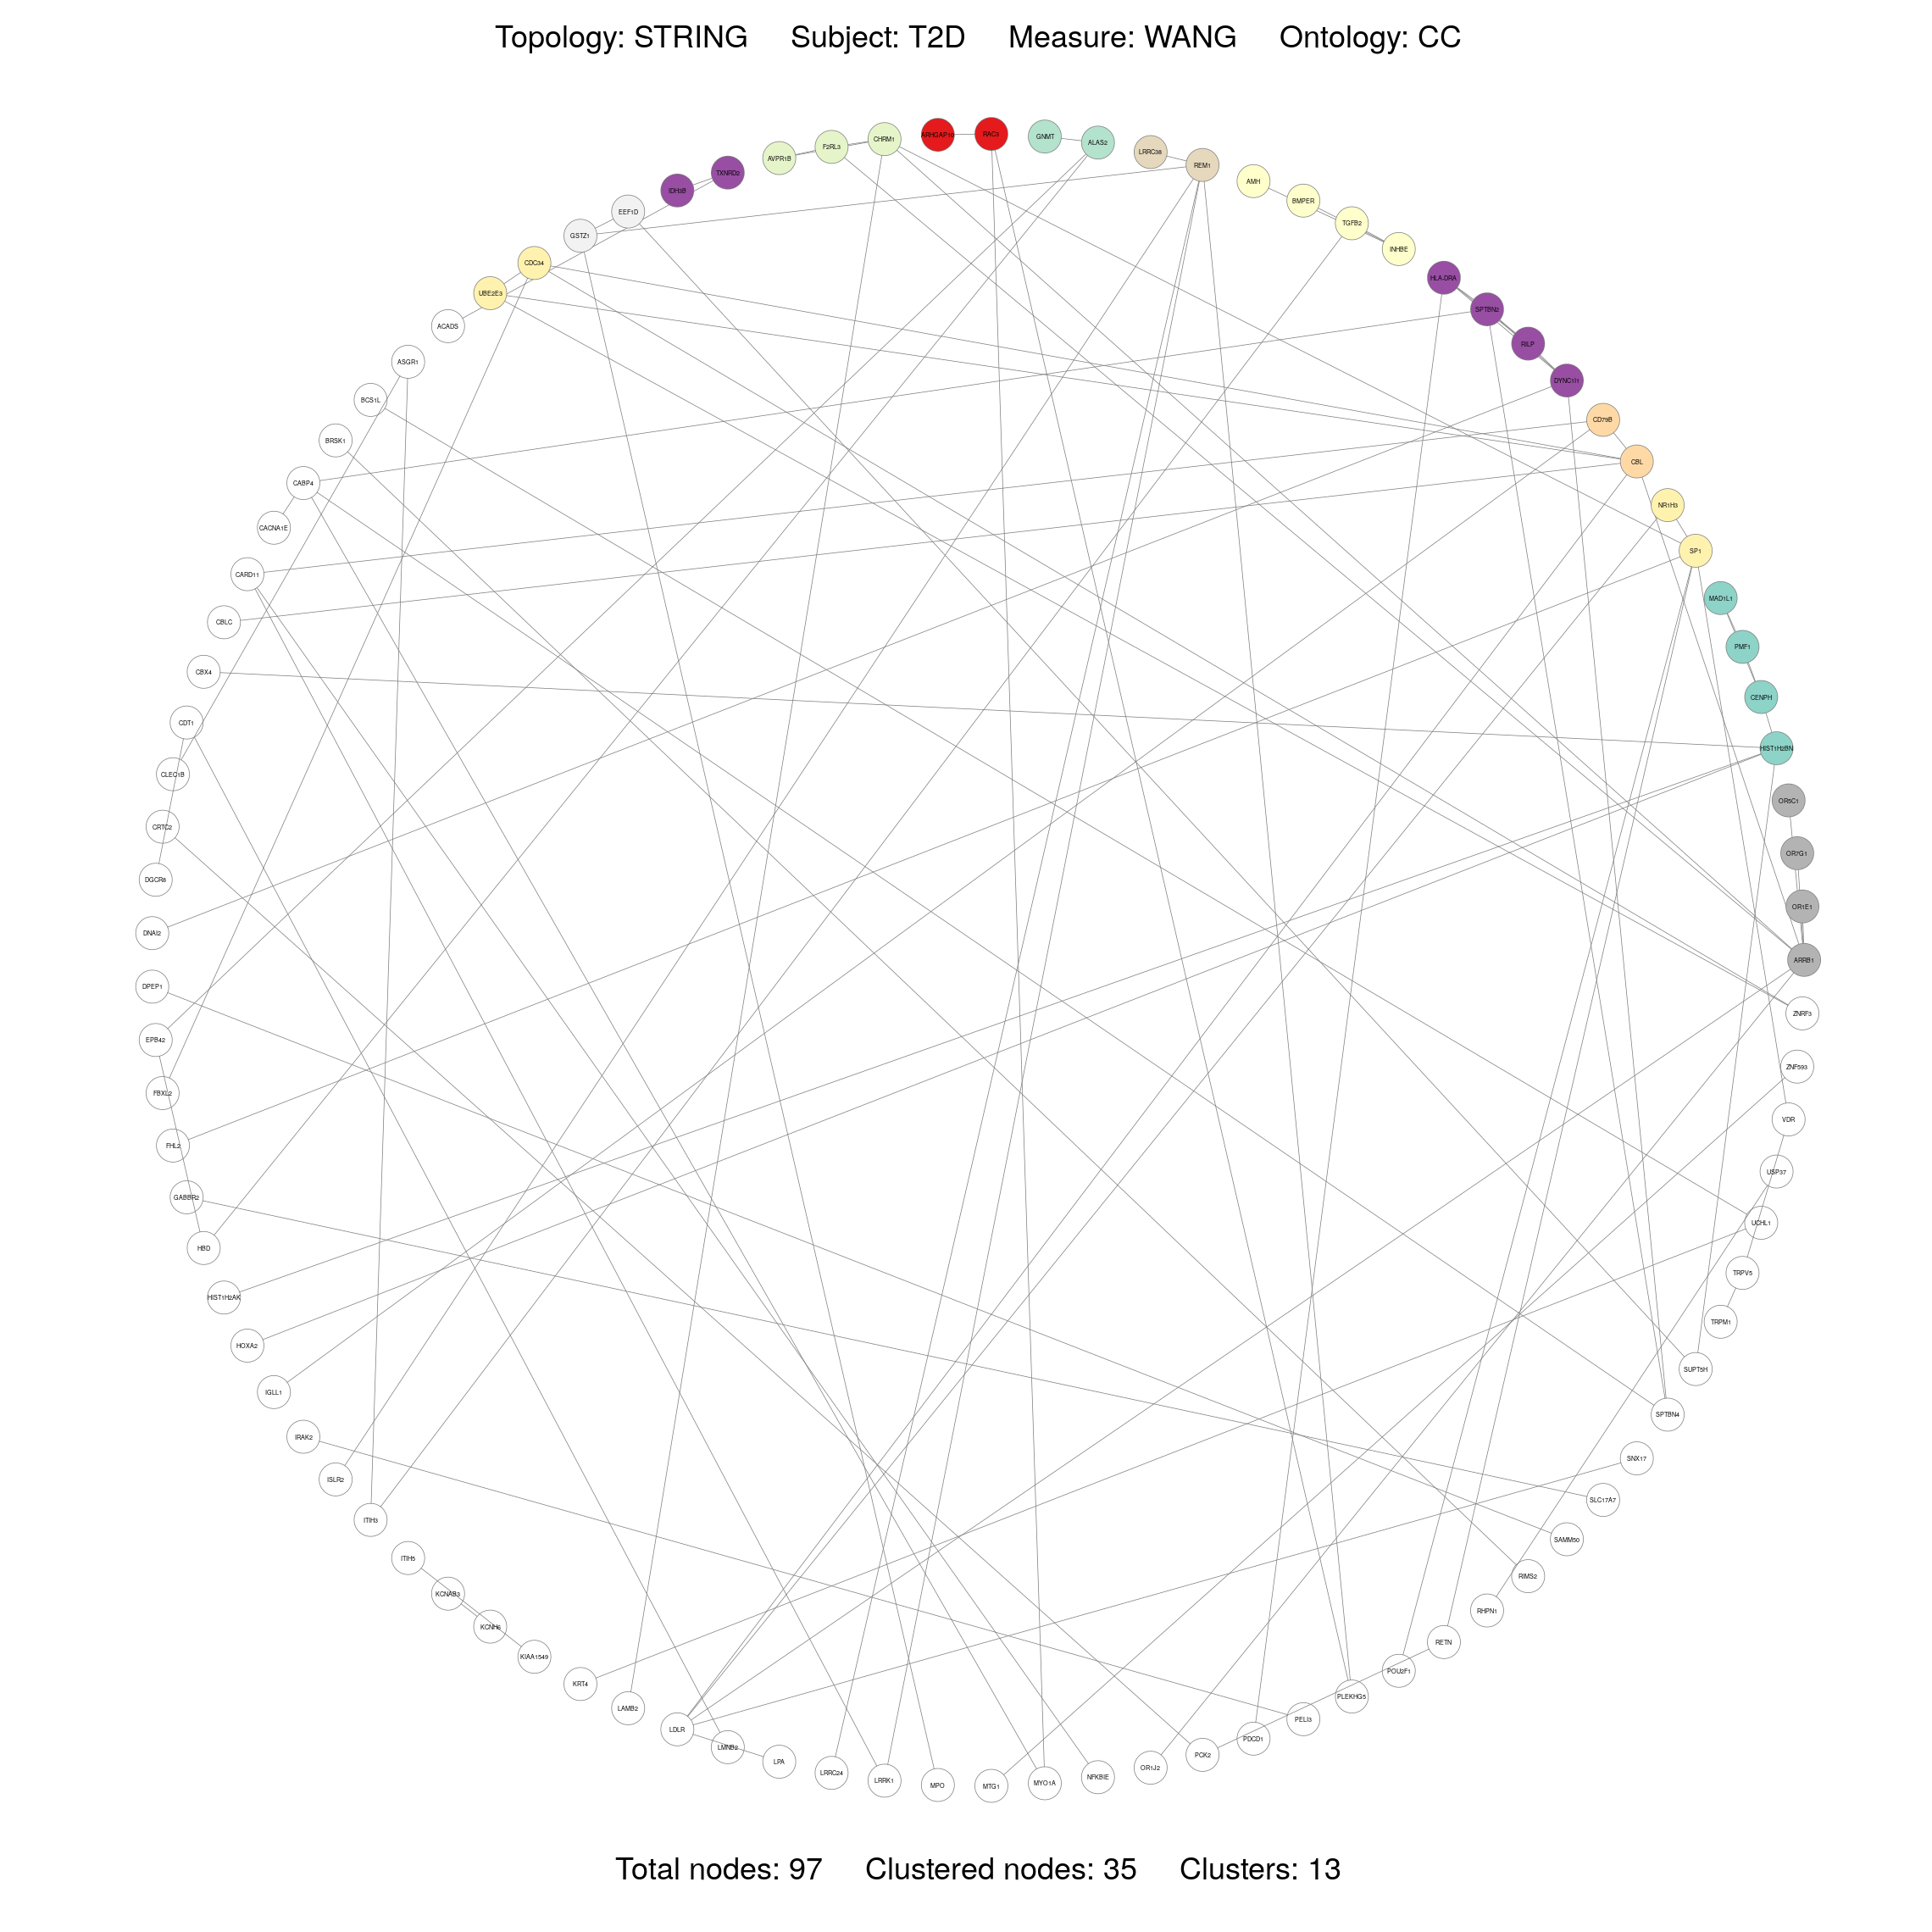 Topology: STRING Subject: T2D Measure: WANG Ontology: CC
ARHGAP10
RAC3
GNMT
ALAS2
LRRC38
REM1
AMH
BMPER
TGFB2
INHBE
HLA-DRA
SPTBN2
RILP
DYNC1I1
CD79B
CBL
NR1H3
SP1
MAD1L1
PMF1
CENPH
HIST1H2BN
OR5C1
OR7G1
OR1E1
ARRB1
ZNRF3
ZNF593
VDR
USP37
UCHL1
TRPV5
TRPM1
SUPT5H
SPTBN4
SNX17
SLC17A7
SAMM50
RIMS2
RHPN1
RETN
POU2F1
PLEKHG5
PELI3
PDCD1
PCK2
OR1J2
NFKBIE
MYO1A
MTG1
MPO
LRRK1
LRRC24
LPA
LMNB2
LDLR
LAMB2
KRT4
KIAA1549
KCNH6
KCNAB3
ITIH5
ITIH3
ISLR2
IRAK2
IGLL1
HOXA2
HIST1H2AK
HBD
GABBR2
FHL2
FBXL2
EPB42
DPEP1
DNAI2
DGCR8
CRTC2
CLEC1B
CDT1
CBX4
CBLC
CARD11
CACNA1E
CABP4
BRSK1
BCS1L
ASGR1
ACADS
UBE2E3
CDC34
GSTZ1
EEF1D
IDH3B
TXNRD2
AVPR1B
F2RL3
CHRM1
Total nodes: 97 Clustered nodes: 35 Clusters: 13